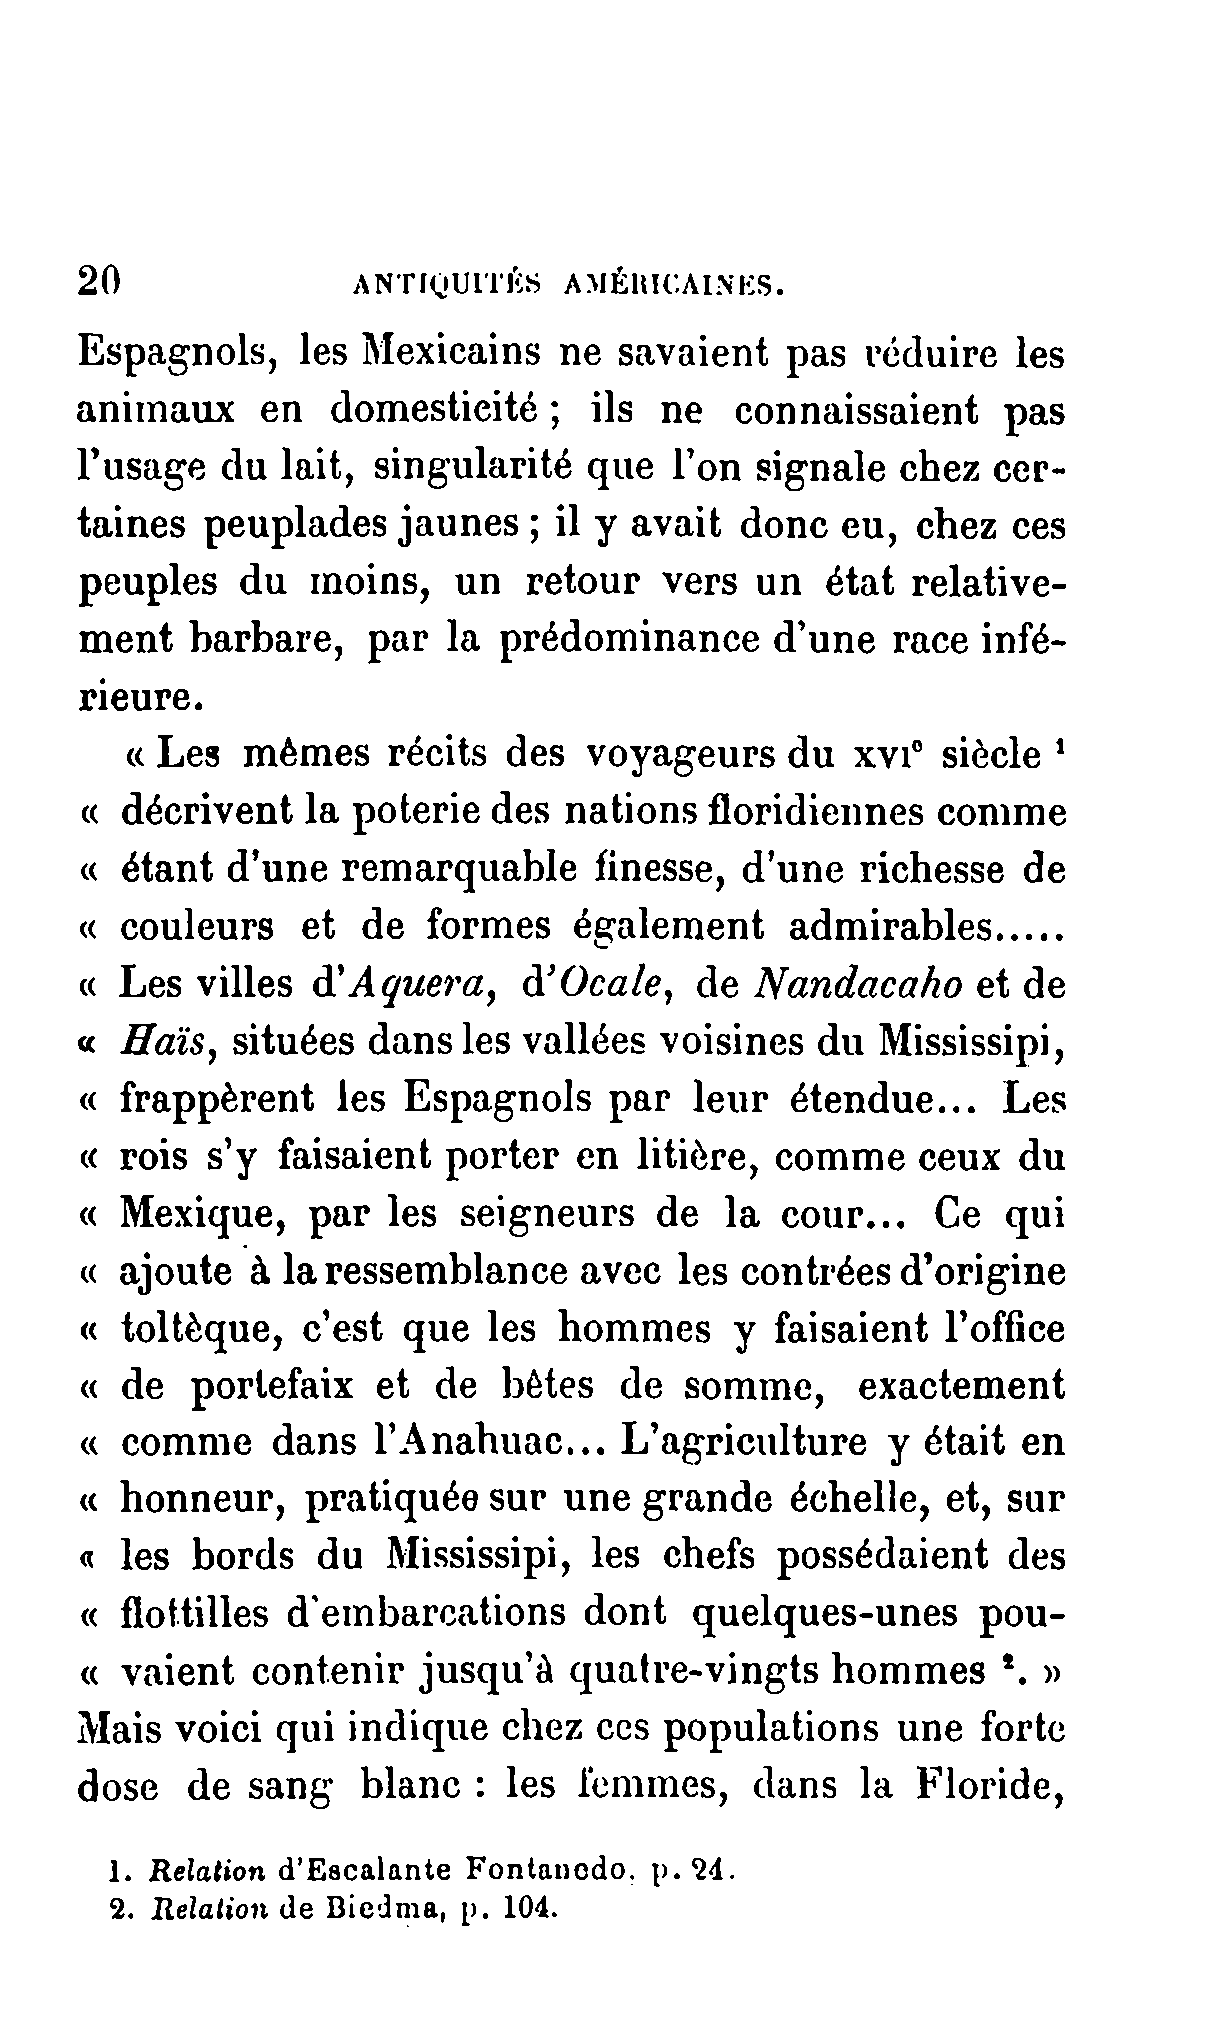 20 ANTIQUITÉS AMÉRICAINES.
Espagnols, les Mexicains ne savaient pas réduire les
animaux en domesticité ; ils ne connaissaient pas
l'usage du lait, singularité que l'on signale chez cer-
taines peuplades jaunes ; il y avait donc eu, chez ces
peuples du moins, un retour vers un état relative-
ment barbare, par la prédominance d'une race infé-
rieure.
« Les mêmes récits des voyageurs du XVIe siècle ¹
« décrivent la poterie des nations floridiennes comme
« étant d'une remarquable finesse, d'une richesse de
« couleurs et de formes également admirables.....
« Les villes d'Aquera, d'Ocale, de Nandacaho et de
« Haïs, situées dans les vallées voisines du Mississipi,
« frappèrent les Espagnols par leur étendue... Les
« rois s'y faisaient porter en litière, comme ceux du
« Mexique, par les seigneurs de la cour... Ce qui
« ajoute à la ressemblance avec les contrées d'origine
« toltèque, c'est que les hommes y faisaient l'office
« de portefaix et de bêtes de somme, exactement
« comme dans l'Anahuac... L'agriculture y était en
« honneur, pratiquée sur une grande échelle, et, sur
« les bords du Mississipi, les chefs possédaient des
« flottilles d'embarcations dont quelques-unes pou-
« vaient contenir jusqu'à quatre-vingts hommes ². »
Mais voici qui indique chez ces populations une forte
dose de sang blanc : les femmes, dans la Floride,
1. Relation d'Escalante Fontanedo, p. 24.
2. Relation de Biedma, p. 104.